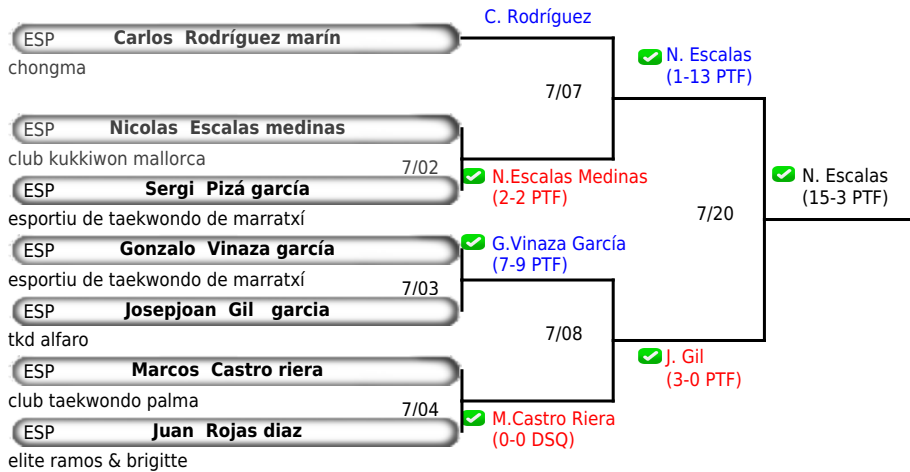 C. Rodríguez
ESP Carlos Rodríguez marín
chongma
N. Escalas
(1-13 PTF)
7/07
ESP Nicolas Escalas medinas
club kukkiwon mallorca
7/02
N.Escalas Medinas
(2-2 PTF)
N. Escalas
(15-3 PTF)
ESP Sergi Pizá garcía
esportiu de taekwondo de marratxí
7/20
ESP Gonzalo Vinaza garcía
G.Vinaza García
(7-9 PTF)
esportiu de taekwondo de marratxí
7/03
ESP Josepjoan Gil garcia
tkd alfaro
7/08
J. Gil
(3-0 PTF)
ESP Marcos Castro riera
club taekwondo palma
7/04
M.Castro Riera
(0-0 DSQ)
ESP Juan Rojas diaz
elite ramos & brigitte